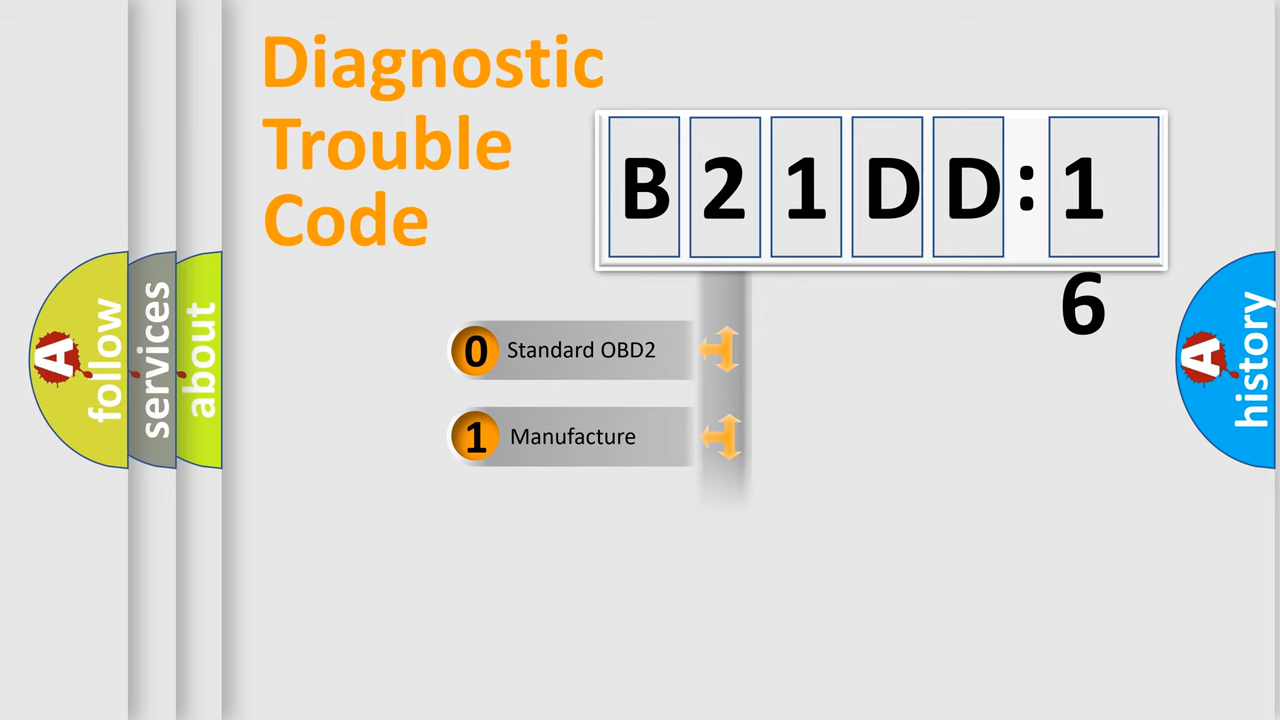 Diagnostic
Trouble
Code
B 2 1 D D : 1
6
0 Standard OBD2
1 Manufacture
A follow
services
about
A history